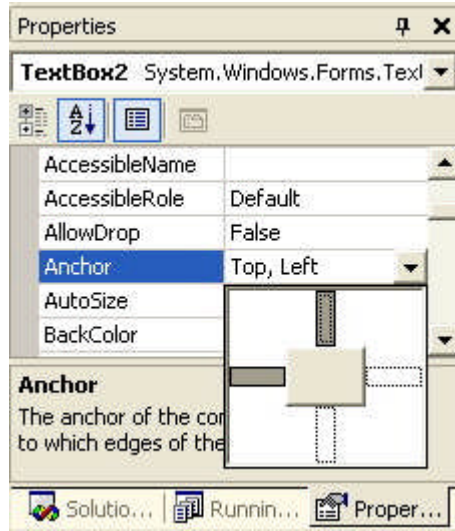 Properties
TextBox2 System.Windows.Forms.Text
AccessibleName
AccessibleRole Default
AllowDrop False
Anchor Top, Left
AutoSize
BackColor
Anchor
The anchor of the cor
to which edges of the
Solutio... Runnin... Proper...